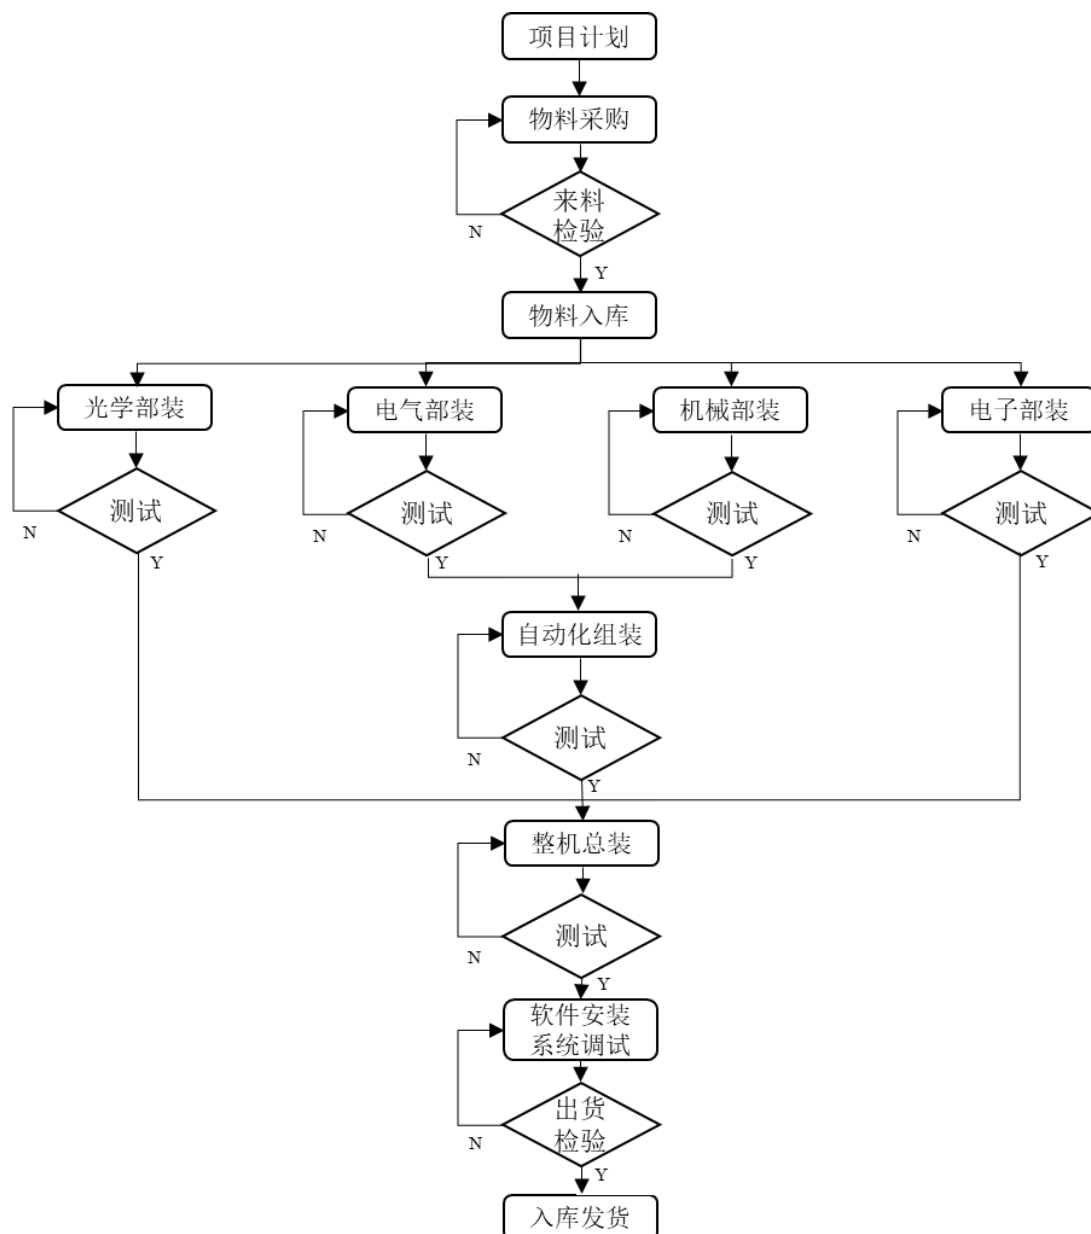 项目计划
物料采购
来料
检验
N
Y
物料入库
光学部装
电气部装
机械部装
电子部装
测试
测试
测试
测试
N
Y
N
Y
N
Y
N
Y
自动化组装
测试
N
Y
整机总装
测试
N
Y
软件安装
系统调试
出货
检验
N
Y
入库发货